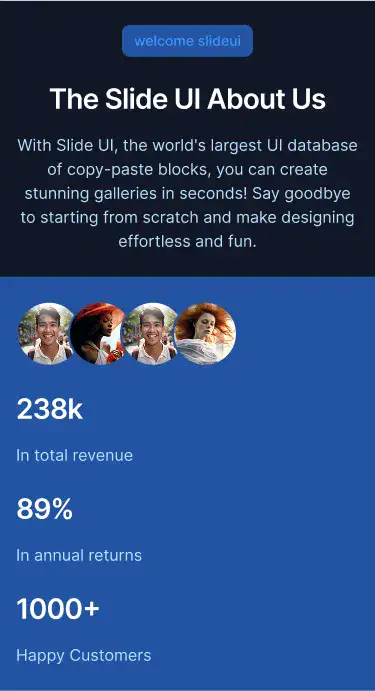 welcome slideui
The Slide UI About Us
With Slide UI, the world's largest UI database
of copy-paste blocks, you can create
stunning galleries in seconds! Say goodbye
to starting from scratch and make designing
effortless and fun.
238k
In total revenue
89%
In annual returns
1000+
Happy Customers